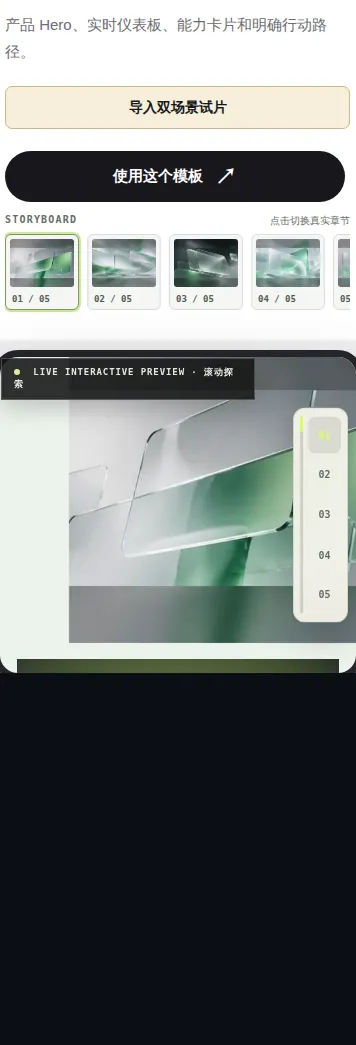 产品 Hero、实时仪表板、能力卡片和明确行动路
径。
导入双场景试片
使用这个模板 ↗
STORYBOARD 点击切换真实章节
01 / 05 02 / 05 03 / 05 04 / 05 05
LIVE INTERACTIVE PREVIEW · 滚动探
索
01
02
03
04
05